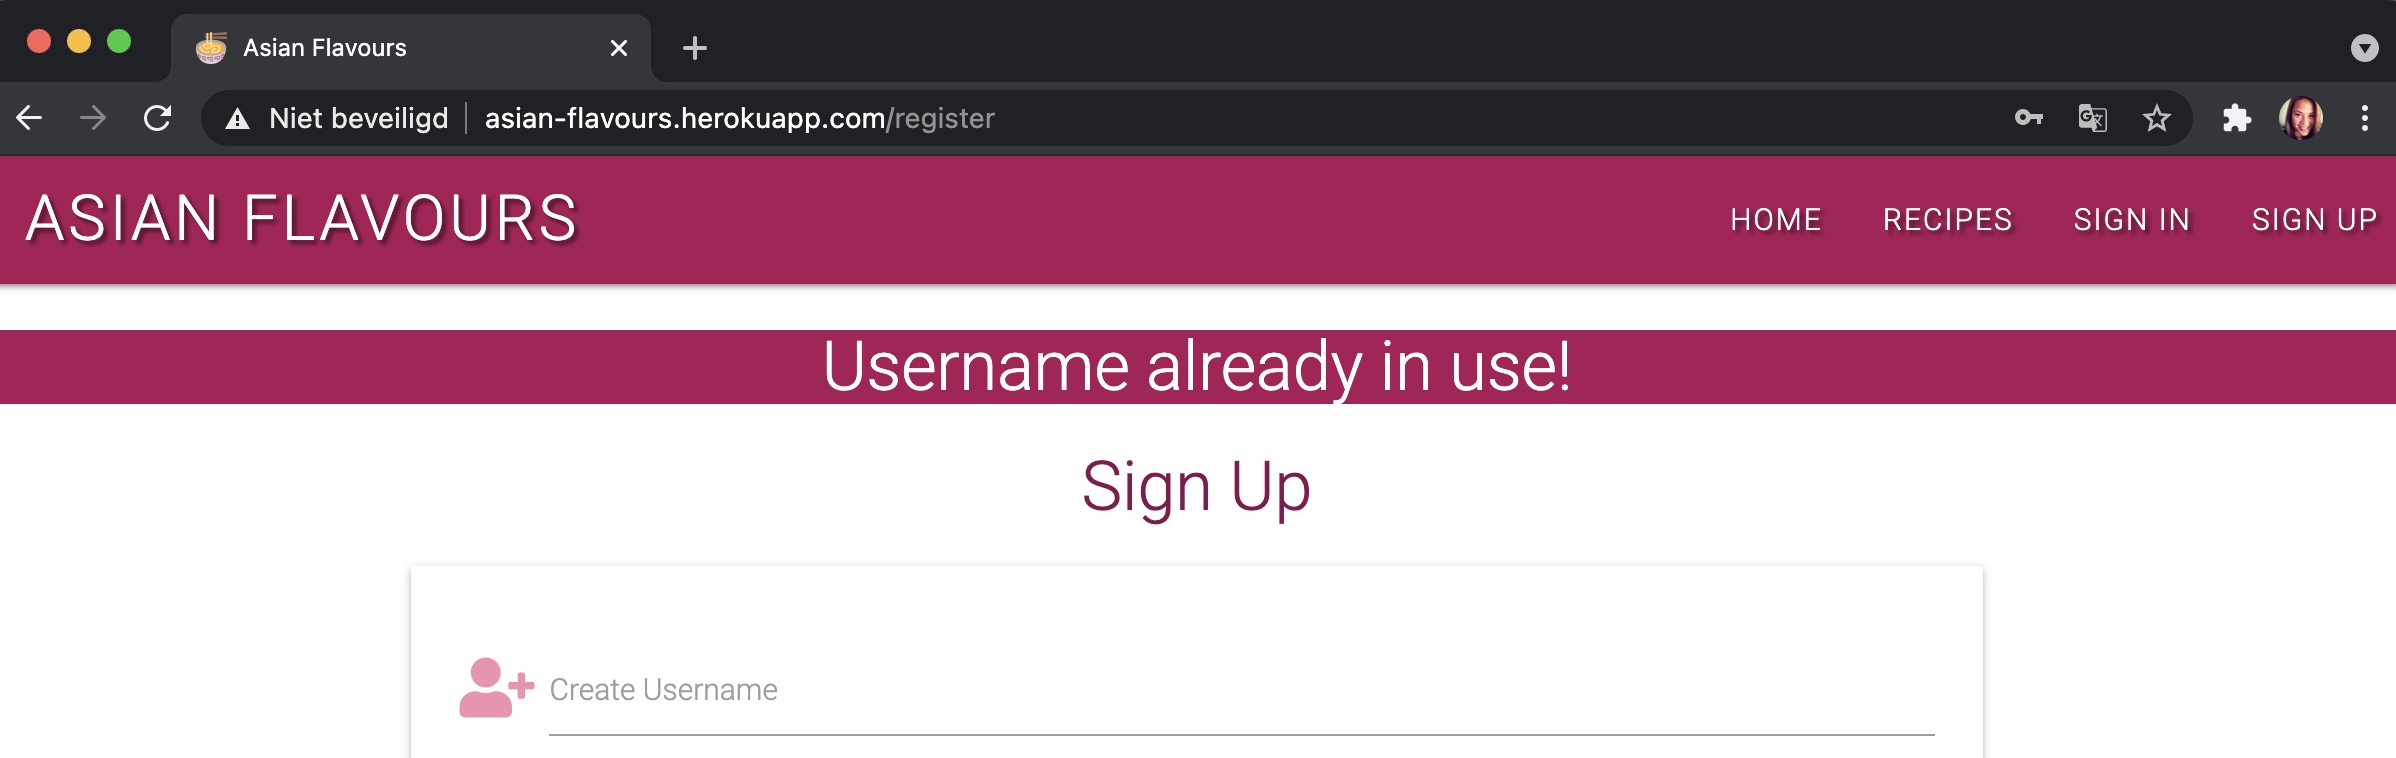 Asian Flavours
Niet beveiligd asian-flavours.herokuapp.com/register
ASIAN FLAVOURS HOME RECIPES SIGN IN SIGN UP
Username already in use!
Sign Up
Create Username